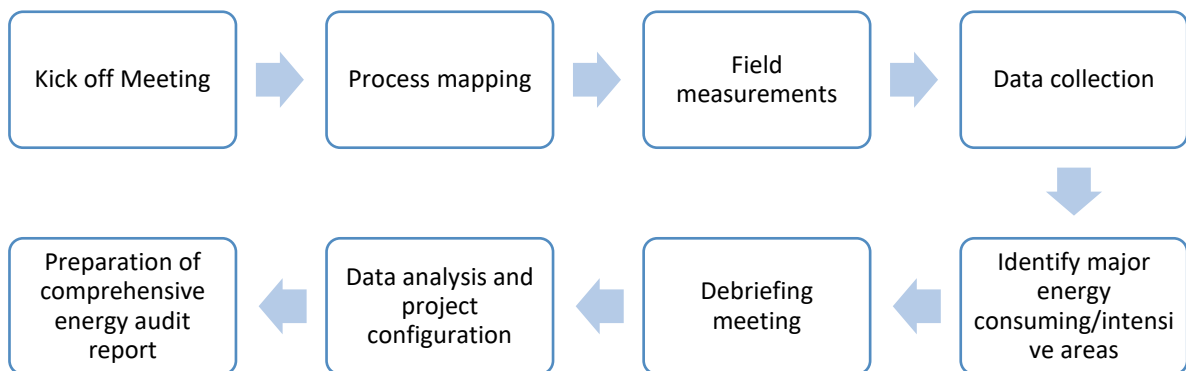 Kick off Meeting
Process mapping
Field
measurements
Data collection
Identify major
energy
consuming/intensi
ve areas
Debriefing
meeting
Data analysis and
project
configuration
Preparation of
comprehensive
energy audit
report